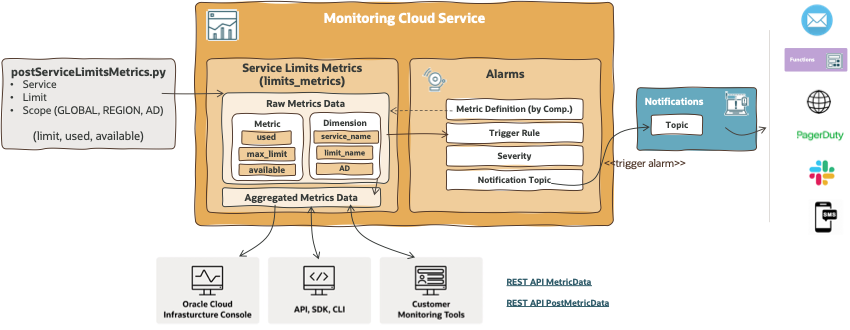 Monitoring Cloud Service
postServiceLimitsMetrics.py
• Service
• Limit
• Scope (GLOBAL, REGION, AD)
(limit, used, available)
Service Limits Metrics
(limits_metrics)
Raw Metrics Data
Metric
used
max_limit
available
Dimension
service_name
limit_name
AD
Aggregated Metrics Data
Alarms
Metric Definition (by Comp.)
Trigger Rule
Severity
Notification Topic
<<trigger alarm>>
Notifications
Topic
Functions
PagerDuty
SMS
Oracle Cloud
Infrasturcture Console
API, SDK, CLI
Customer
Monitoring Tools
REST API MetricData
REST API PostMetricData